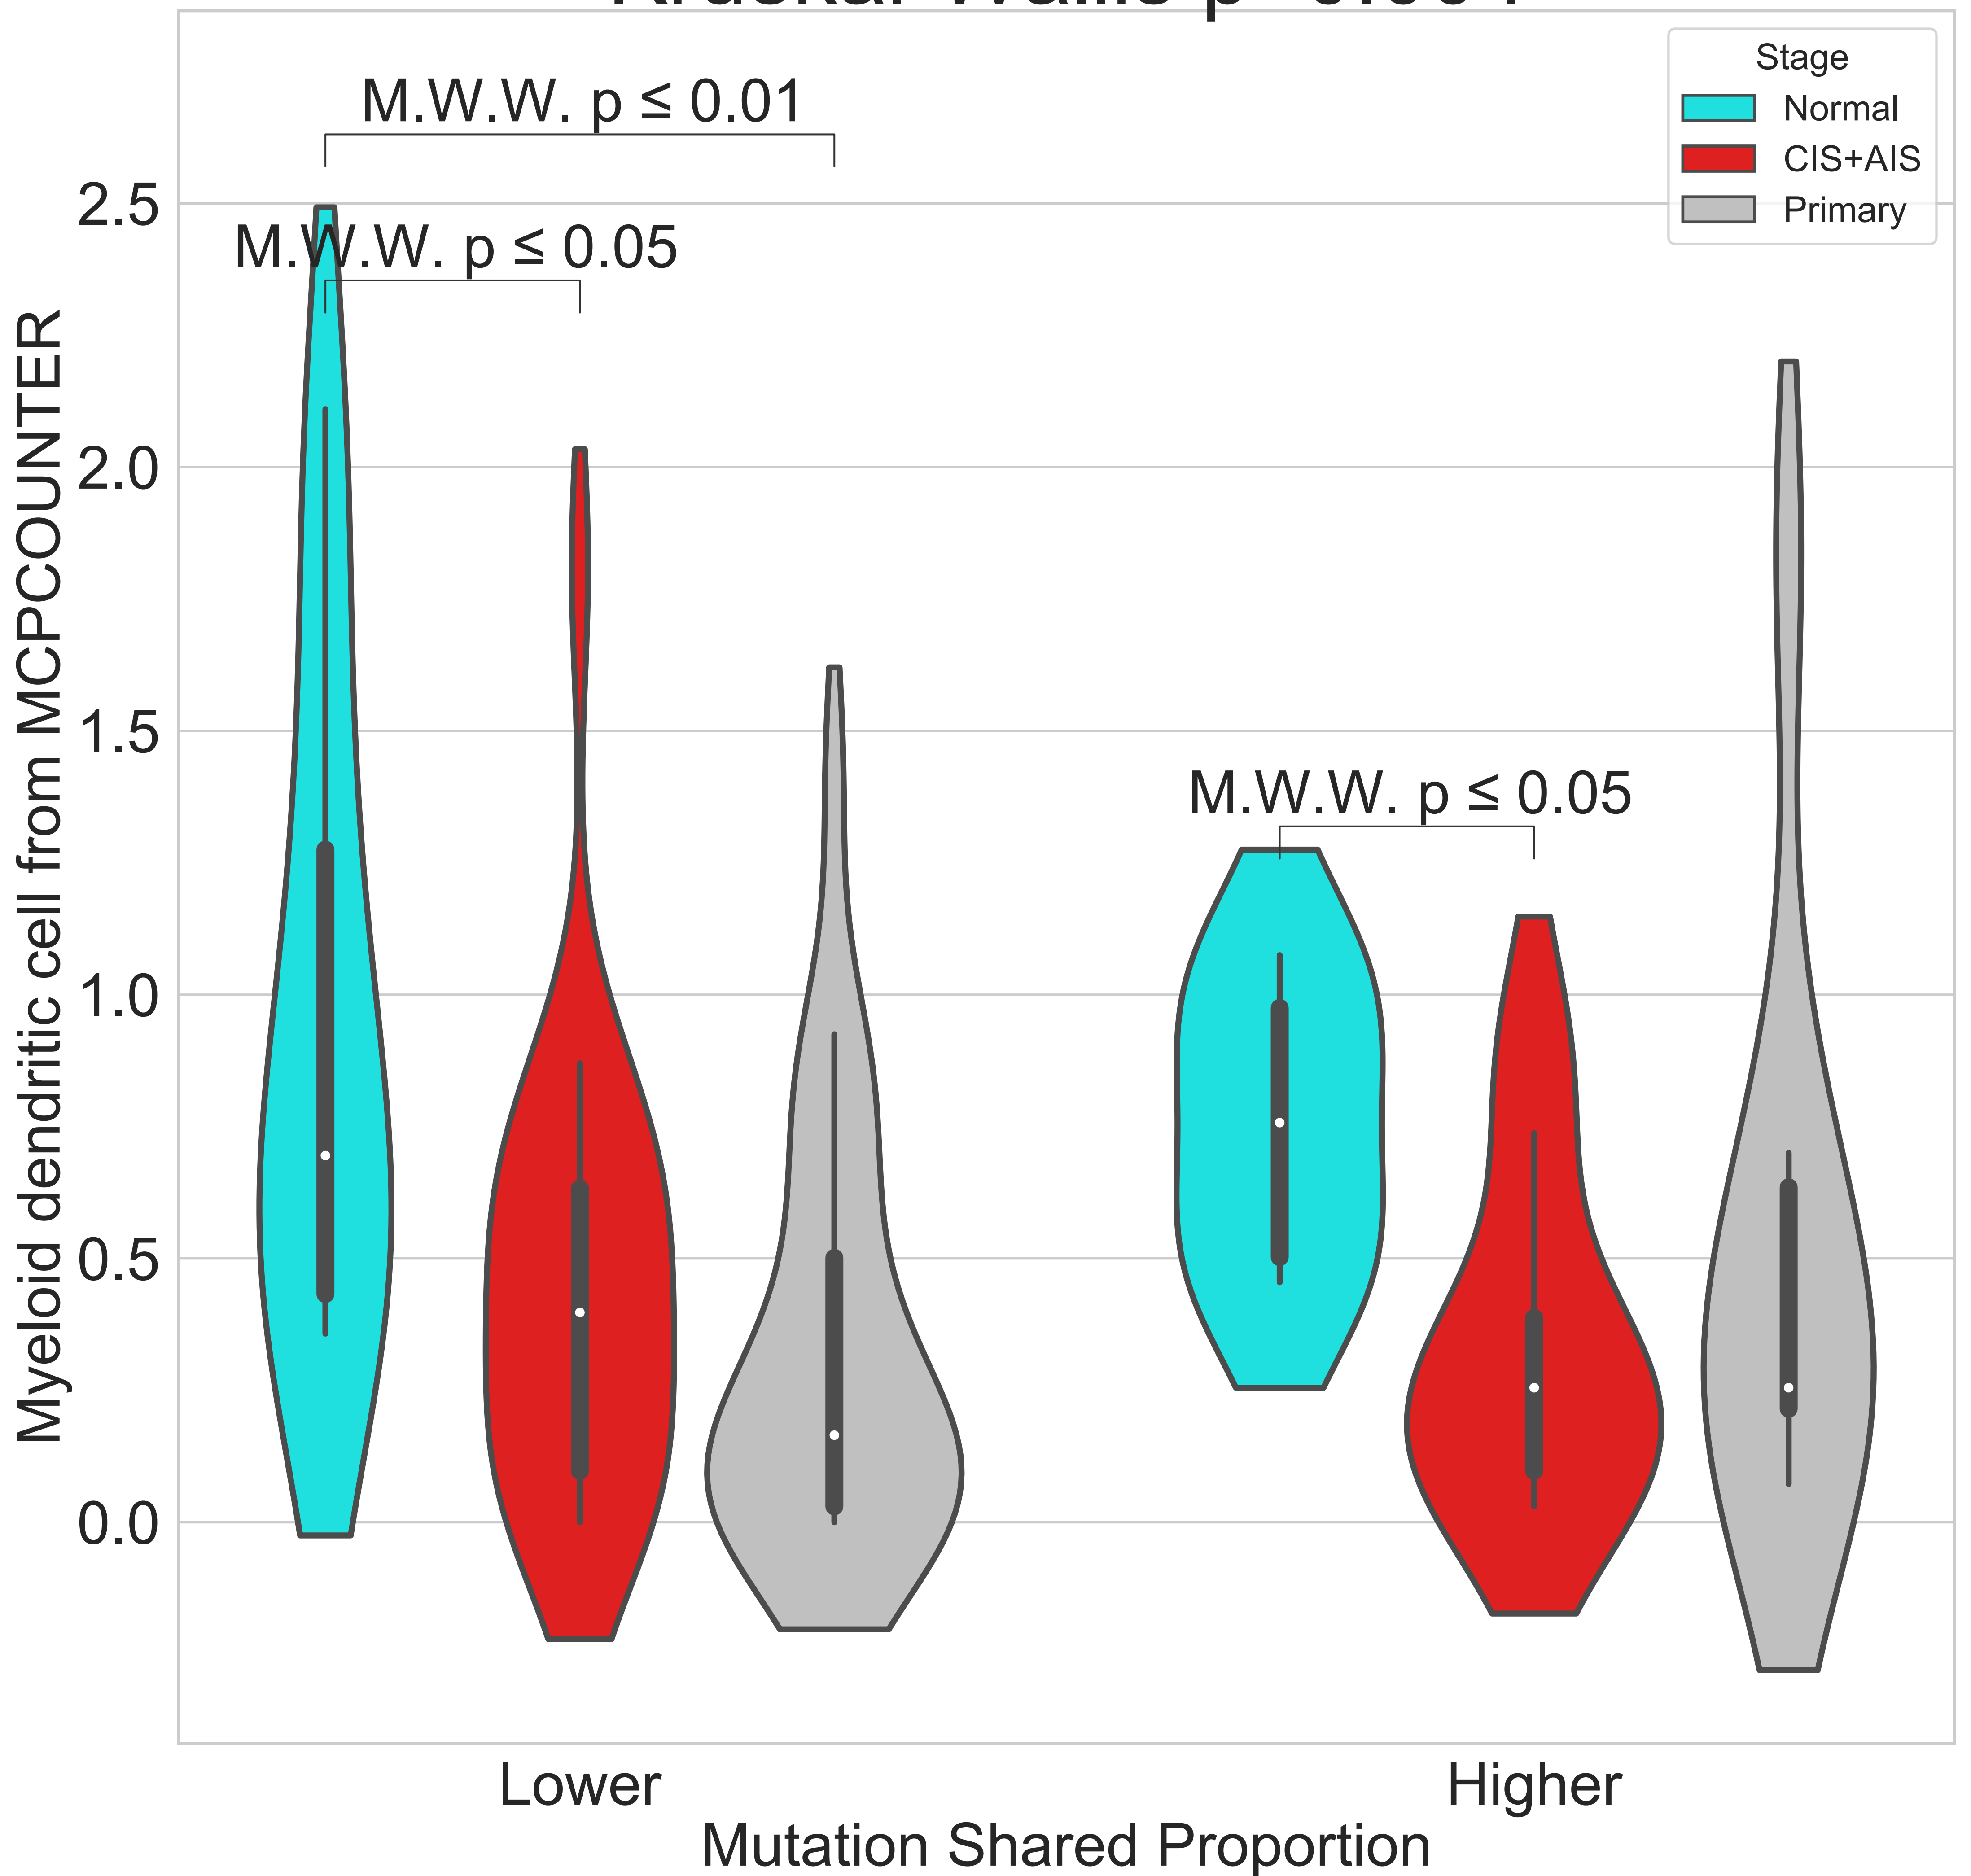 Stage
Normal
CIS+AIS
Primary
M.W.W. p ≤ 0.01
M.W.W. p ≤ 0.05
M.W.W. p ≤ 0.05
Myeloid dendritic cell from MCPCOUNTER
2.5
2.0
1.5
1.0
0.5
0.0
Lower
Higher
Mutation Shared Proportion